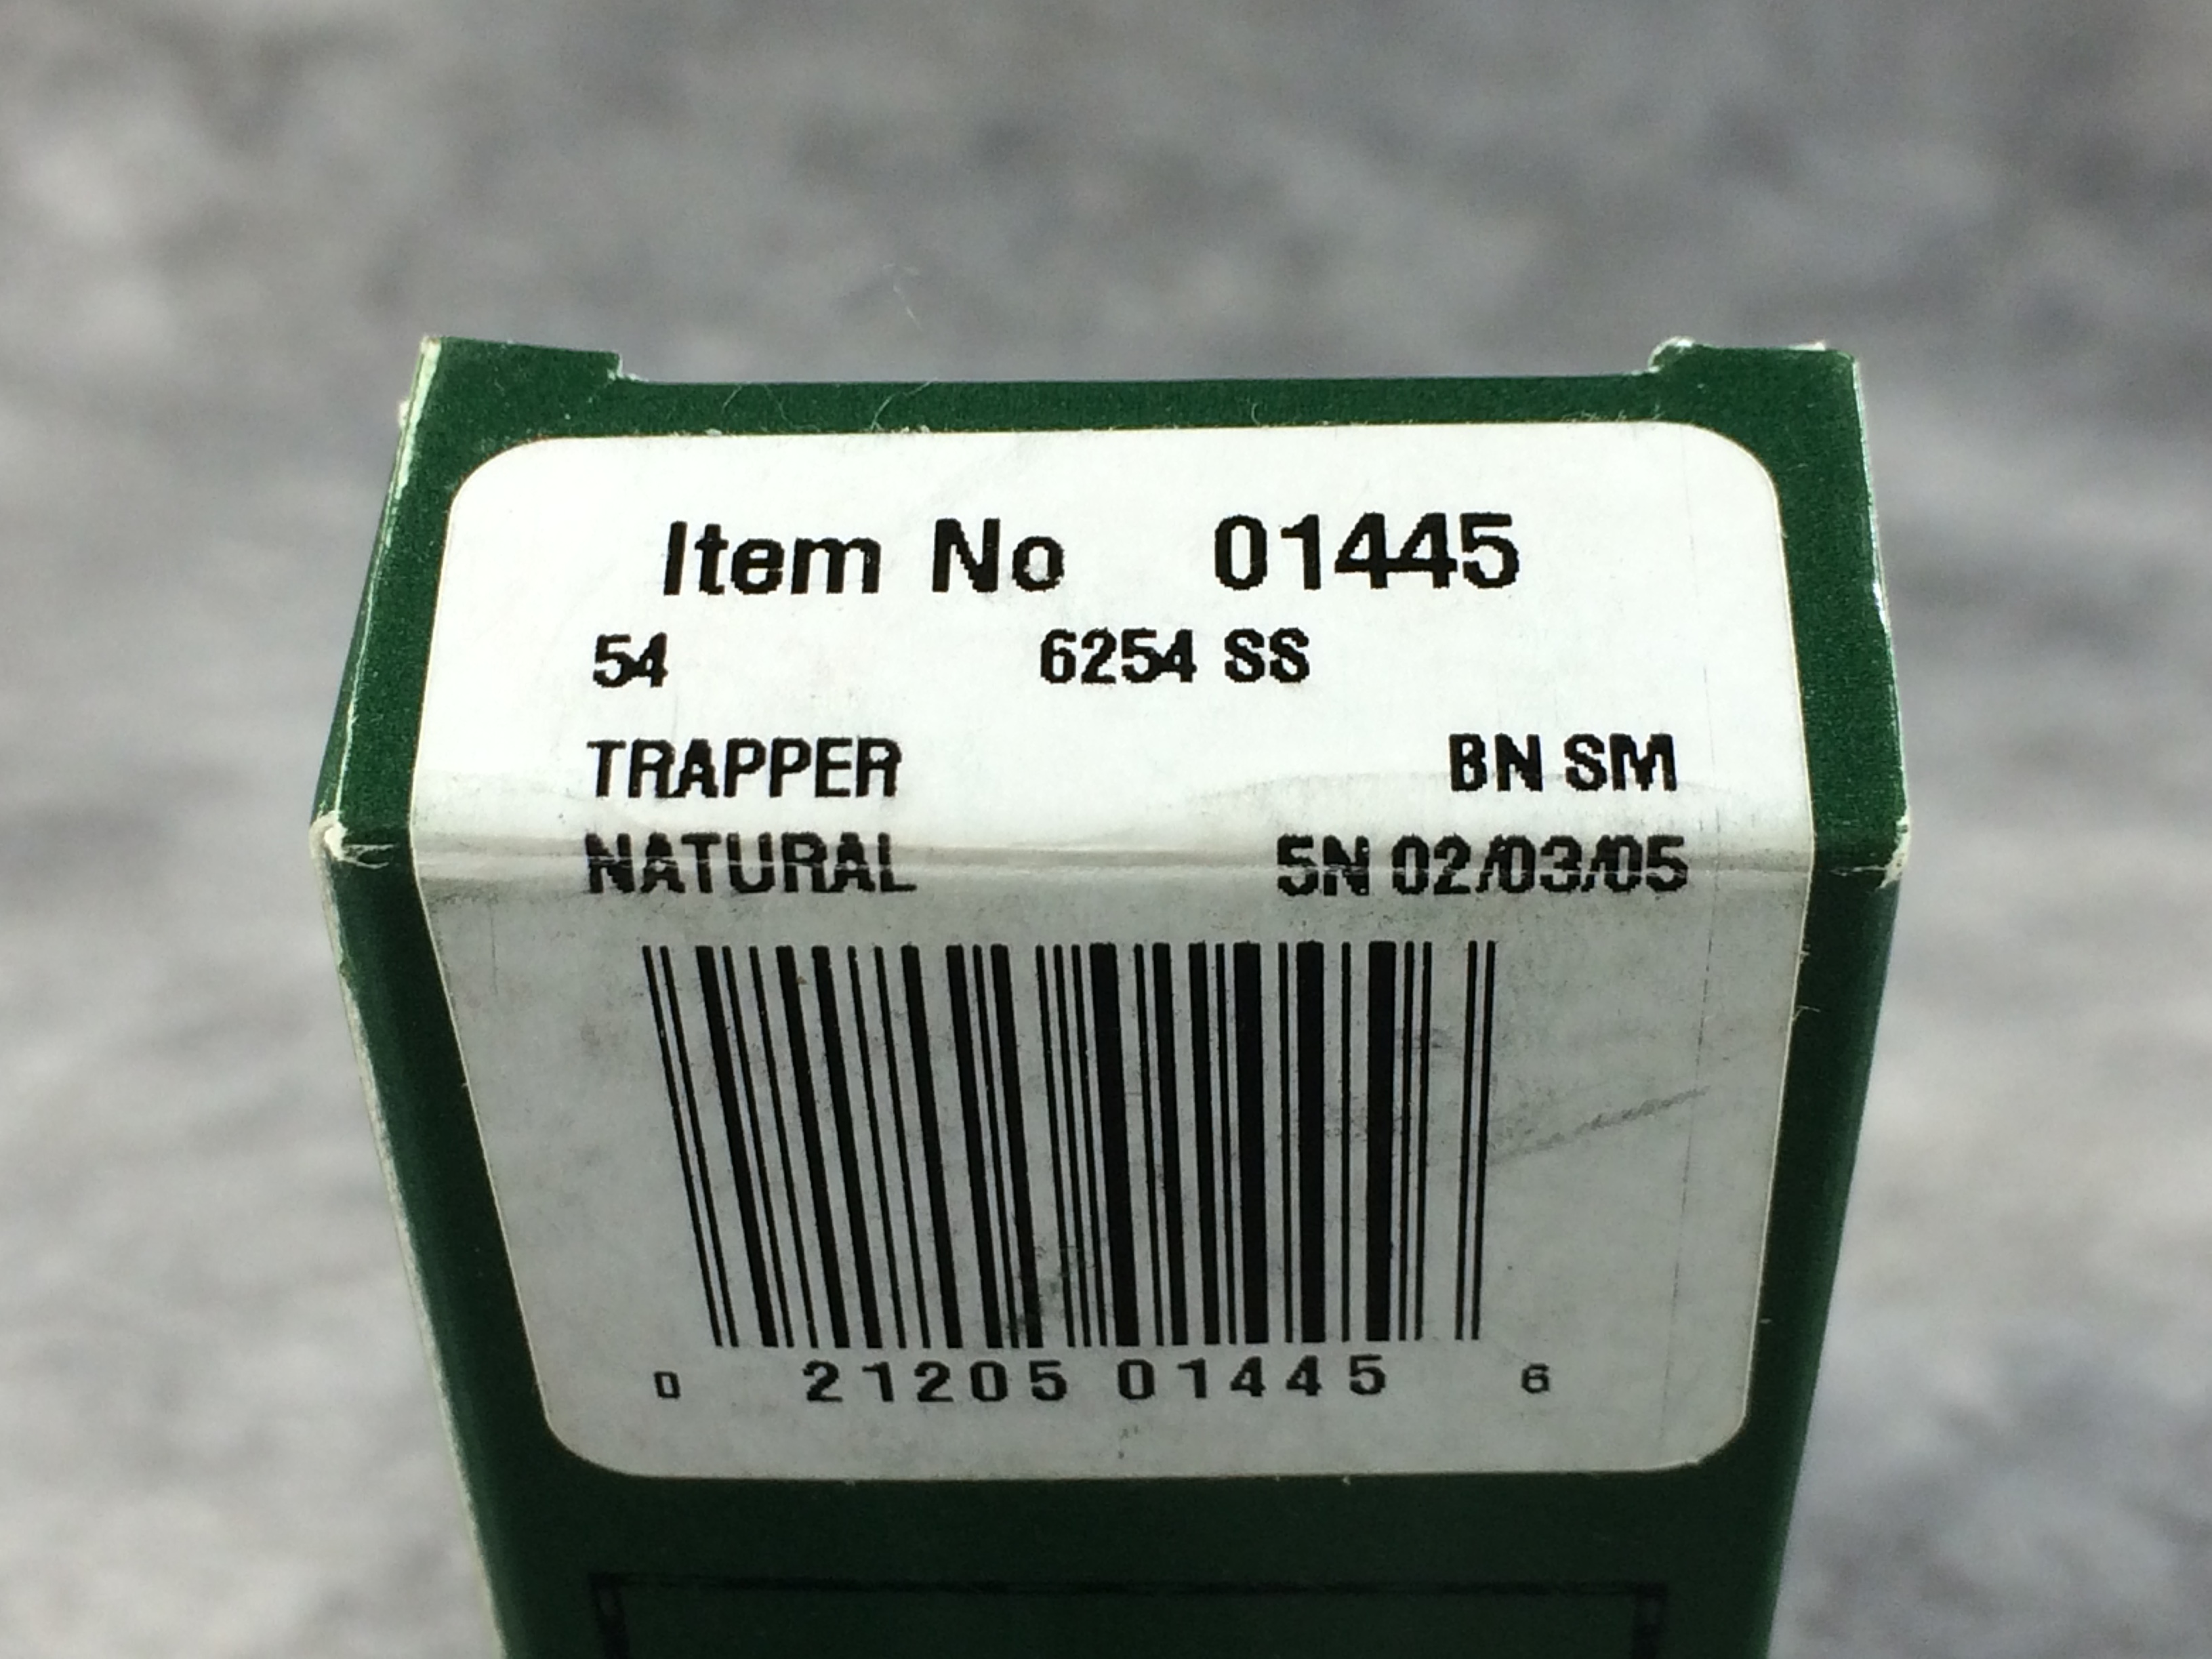 Item No 01445
54 6254 SS
TRAPPER BN SM
NATURAL 5N 02/03/05
0 21205 01445 6